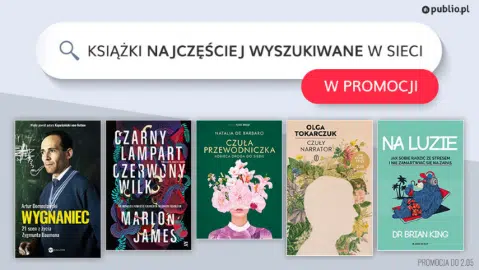 publio.pl
KSIĄŻKI NAJCZĘŚCIEJ WYSZUKIWANE W SIECI
W PROMOCJI
Artur Domosławski
WYGNANIEC
21 scen z życia
Zygmunta Baumana
CZARNY
LAMPART
CZERWONY
WILK
MARLON
JAMES
NATALIA DE BARBARO
CZUŁA
PRZEWODNICZKA
KOBIECA DROGA DO SIEBIE
OLGA
TOKARCZUK
CZUŁY
NARRATOR
NA LUZIE
JAK SOBIE RADZIĆ ZE STRESEM
I NIE ZAMARTWIAĆ SIĘ NA ZAPAS
DR BRIAN KING
PROMOCJA DO 2.05